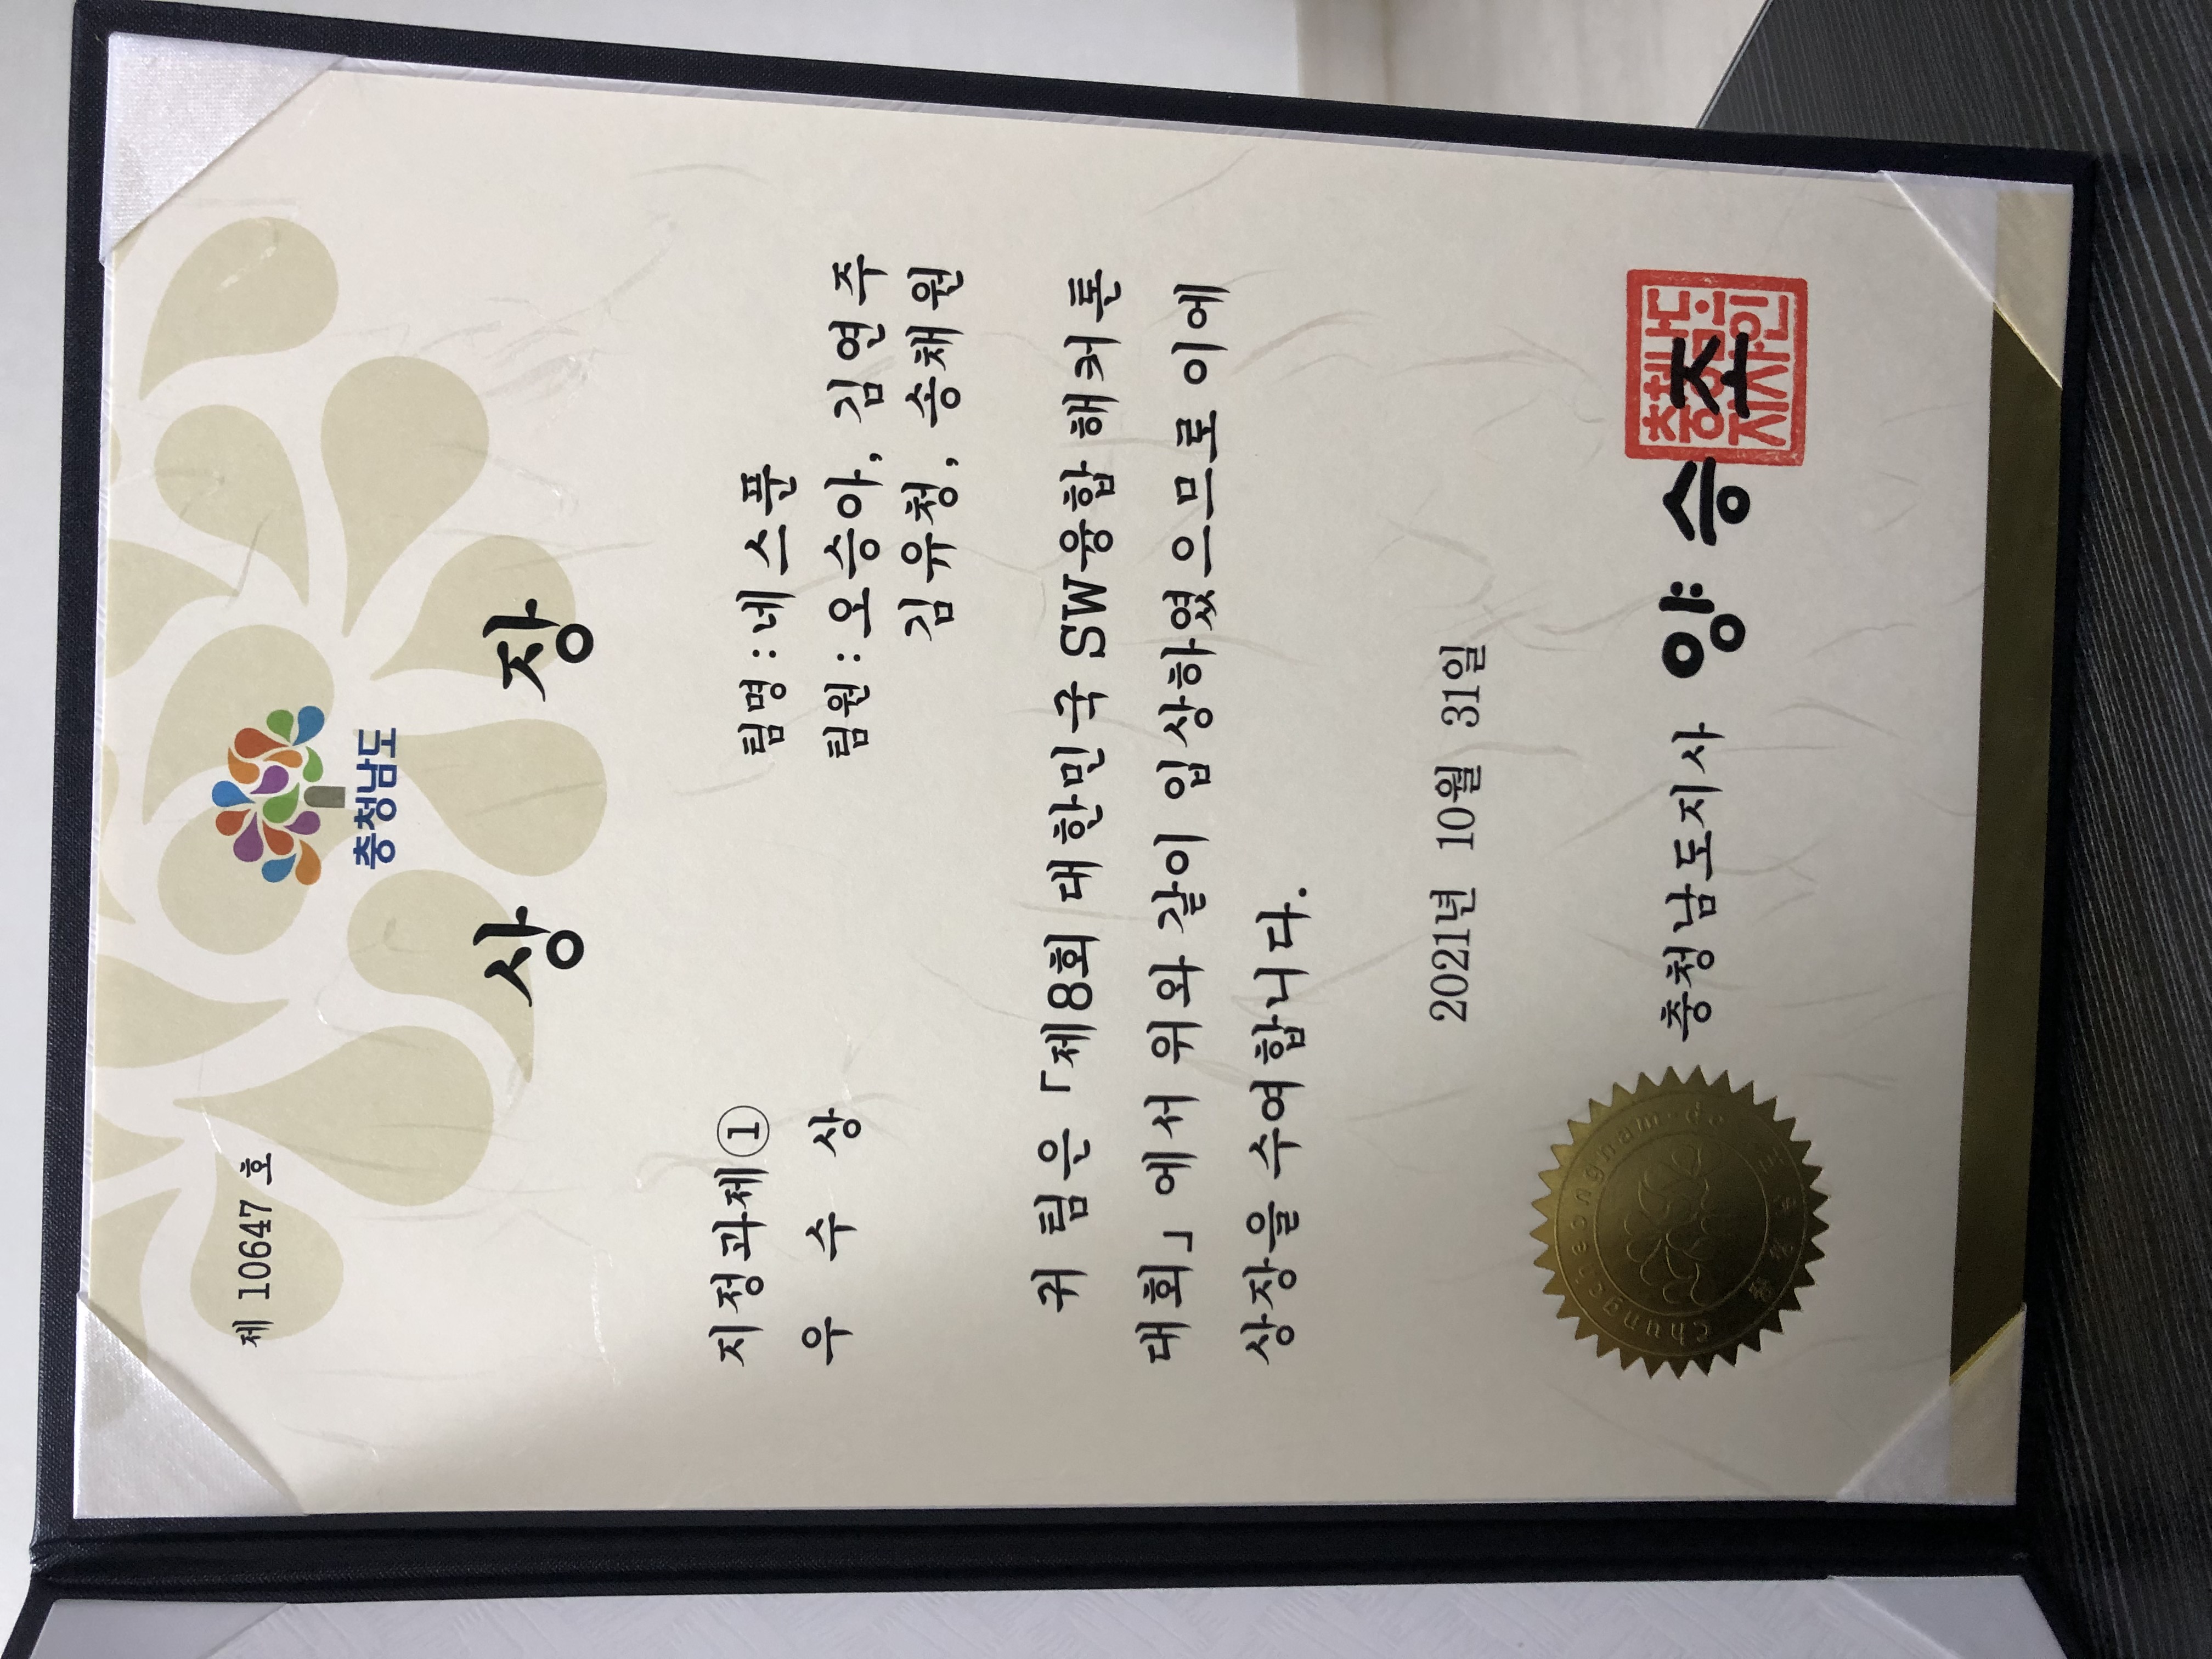 제 10647 호
충청남도
상 장
지정과제①
우 수 상
팀명 : 네스푼
팀원 : 오승아, 김연주
김유청, 송채원
귀 팀은 「제8회 대한민국 SW융합 해커톤
대회」에서 위와 같이 입상하였으므로 이에
상장을 수여합니다.
2021년 10월 31일
chungcheongnam-do
충청남도
충청남도지사 양승조
충청남도
지사인